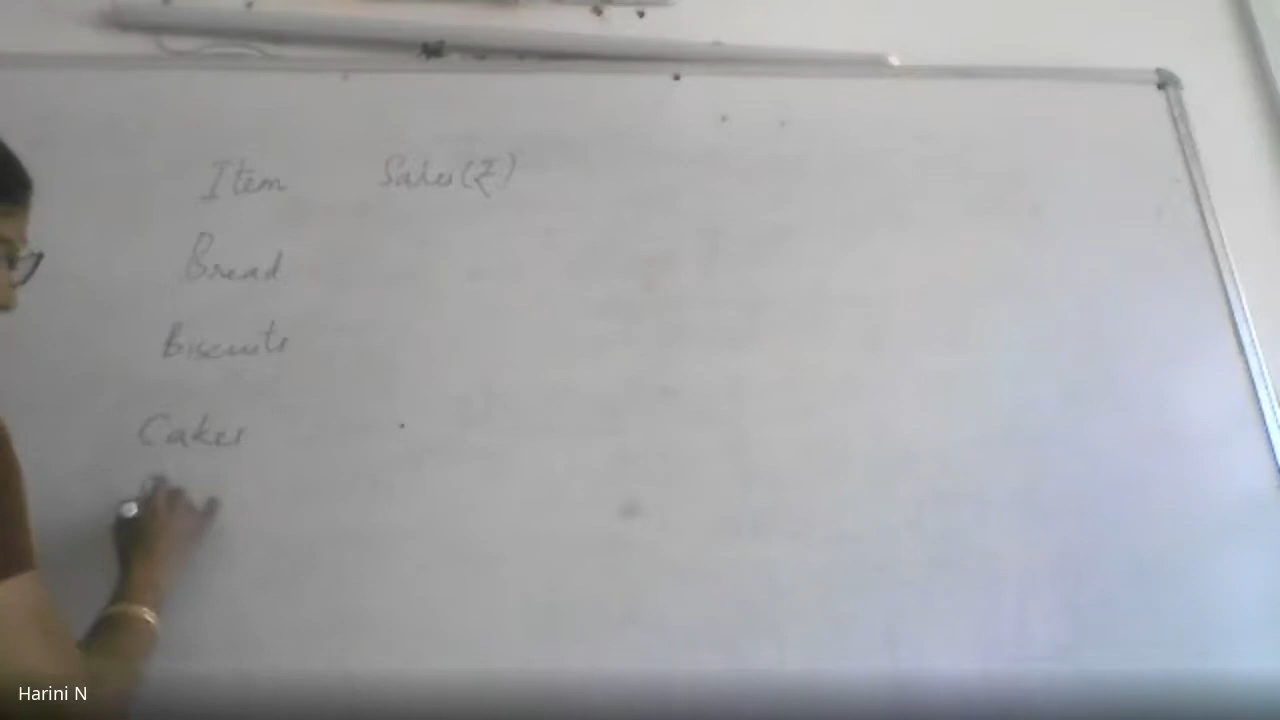 Item Sales(₹)
Bread
Biscuits
Cakes
Harini N